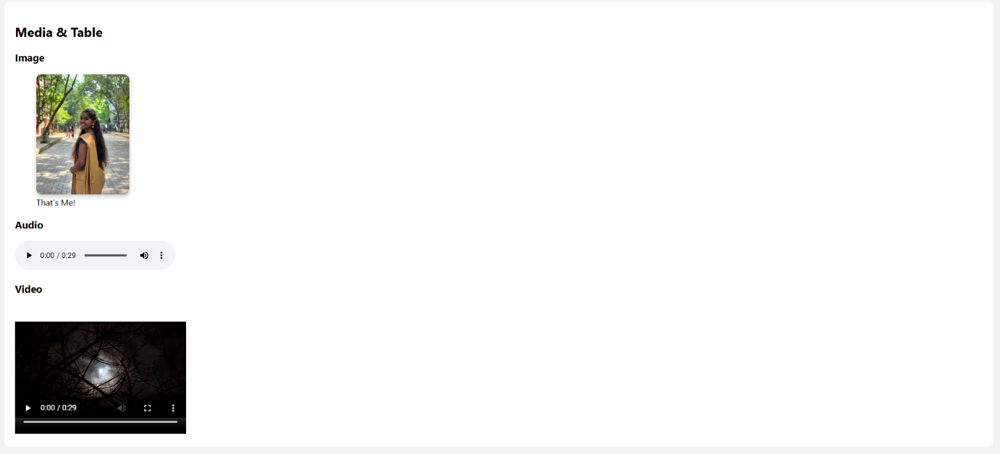 Media & Table
Image
That's Me!
Audio
0:00 / 0:29
Video
0:00 / 0:29